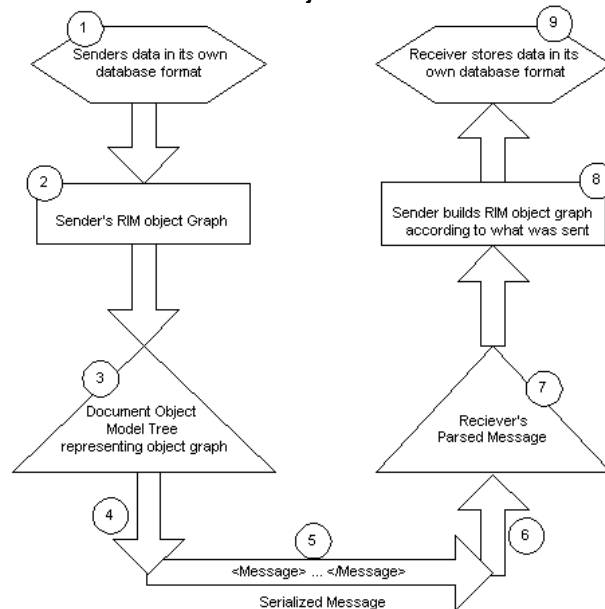 1
Senders data in its own
database format
2
Sender's RIM object Graph
3
Document Object
Model Tree
representing object graph
4
5
<Message> ... </Message>
Serialized Message
6
7
Reciever's
Parsed Message
8
Sender builds RIM object graph
according to what was sent
9
Receiver stores data in its
own database format